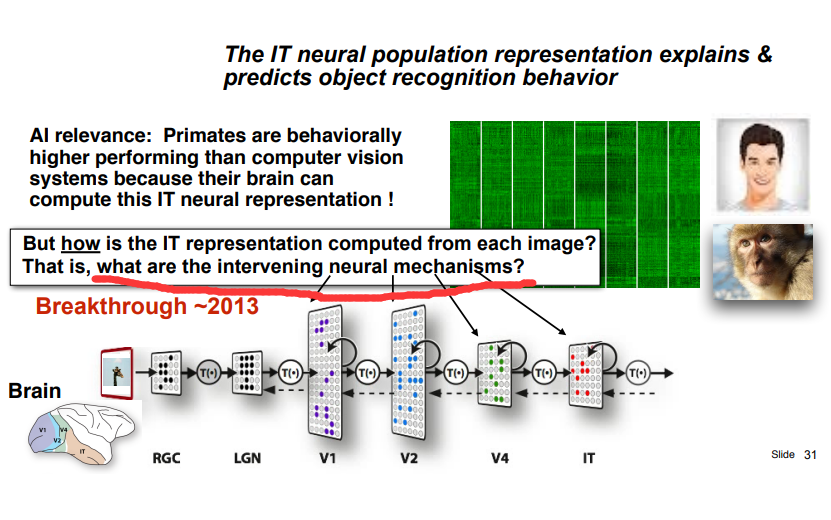 The IT neural population representation explains &
predicts object recognition behavior
AI relevance: Primates are behaviorally
higher performing than computer vision
systems because their brain can
compute this IT neural representation !
But how is the IT representation computed from each image?
That is, what are the intervening neural mechanisms?
Breakthrough ~2013
T(•) T(•) T(•) T(•) T(•) T(•)
Brain
V1 V4
V2
IT
RGC LGN V1 V2 V4 IT
Slide 31